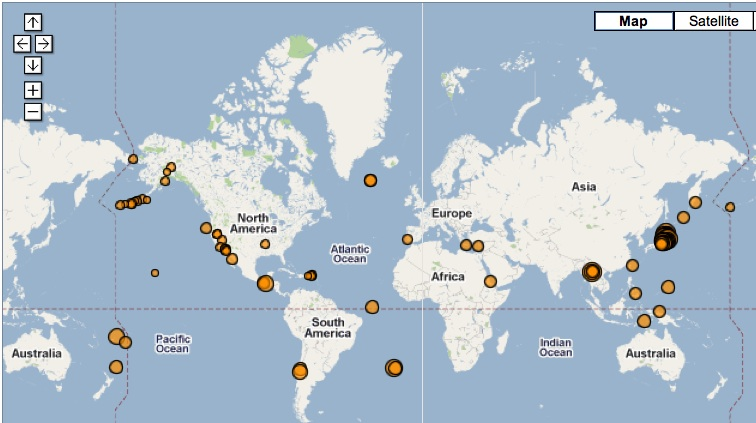 Map
Satellite
Asia
Europe
North
America
Atlantic
Ocean
Africa
South
America
Pacific
Ocean
Indian
Ocean
Australia
Australia